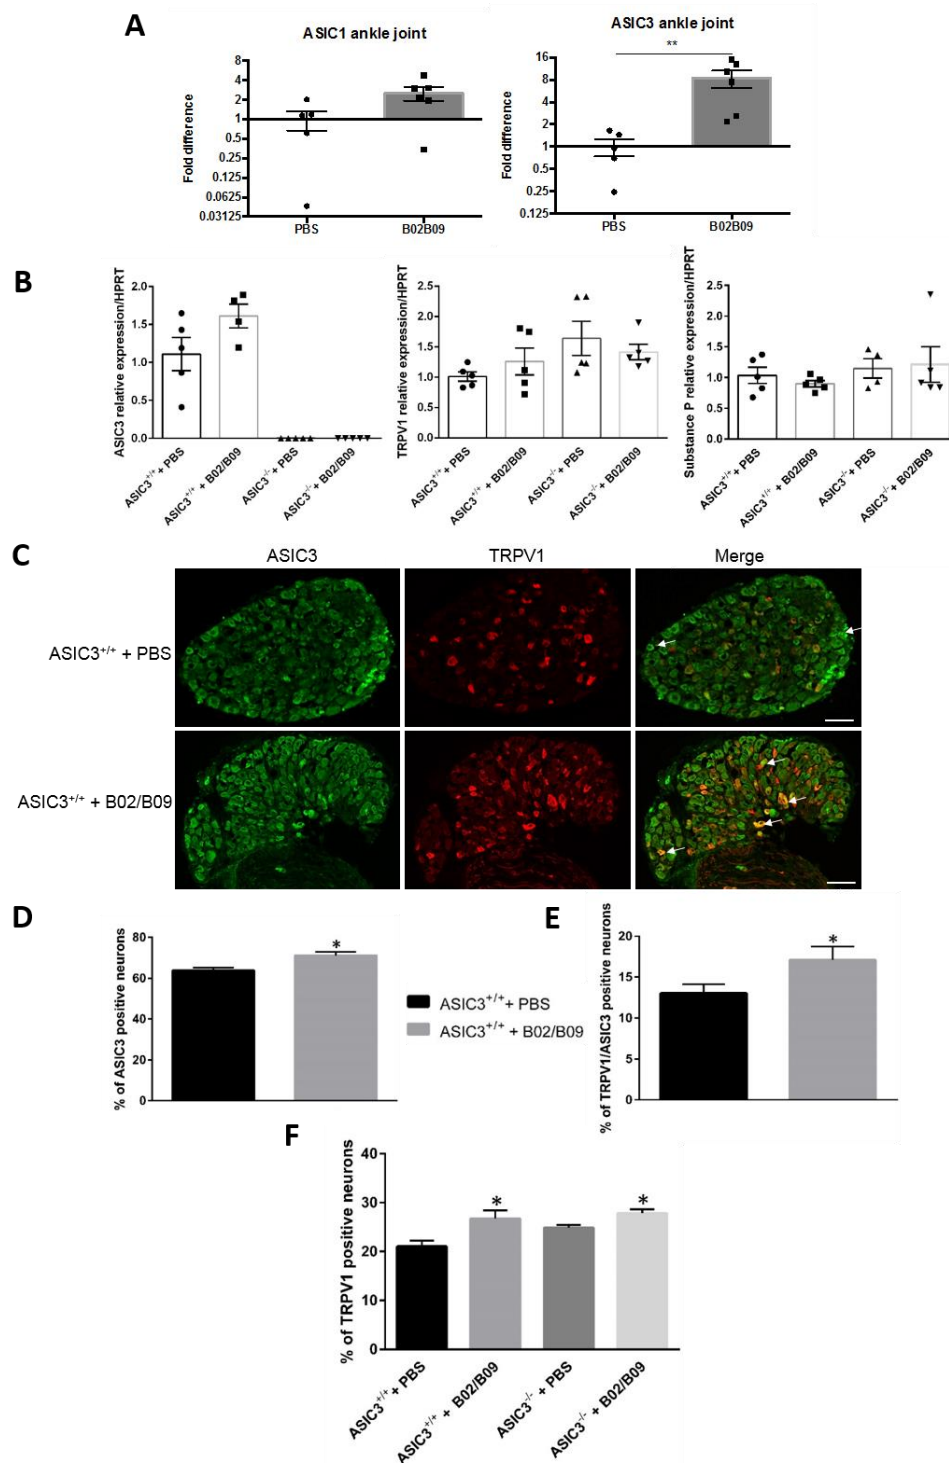 A
ASIC1 ankle joint
ASIC3 ankle joint
**
Fold difference
8
4
2
1
0.5
0.25
0.125
0.0625
0.03125
PBS
B02B09
Fold difference
16
8
4
2
1
0.5
0.25
0.125
PBS
B02B09
B
ASIC3 relative expression/HPRT
2.0
1.5
1.0
0.5
0.0
ASIC3+/+ + PBS
ASIC3+/+ + B02/B09
ASIC3-/- + PBS
ASIC3-/- + B02/B09
TRPV1 relative expression/HPRT
2.5
2.0
1.5
1.0
0.5
0.0
ASIC3+/+ + PBS
ASIC3+/+ + B02/B09
ASIC3-/- + PBS
ASIC3-/- + B02/B09
Substance P relative expression/HPRT
2.5
2.0
1.5
1.0
0.5
0.0
ASIC3+/+ + PBS
ASIC3+/+ + B02/B09
ASIC3-/- + PBS
ASIC3-/- + B02/B09
C
ASIC3
TRPV1
Merge
ASIC3+/+ + PBS
ASIC3+/+ + B02/B09
D
% of ASIC3 positive neurons
80
60
40
20
0
*
ASIC3+/+ + PBS
ASIC3+/+ + B02/B09
E
% of TRPV1/ASIC3 positive neurons
20
15
10
5
0
*
F
% of TRPV1 positive neurons
40
30
20
10
0
*
*
ASIC3+/+ + PBS
ASIC3+/+ + B02/B09
ASIC3-/- + PBS
ASIC3-/- + B02/B09